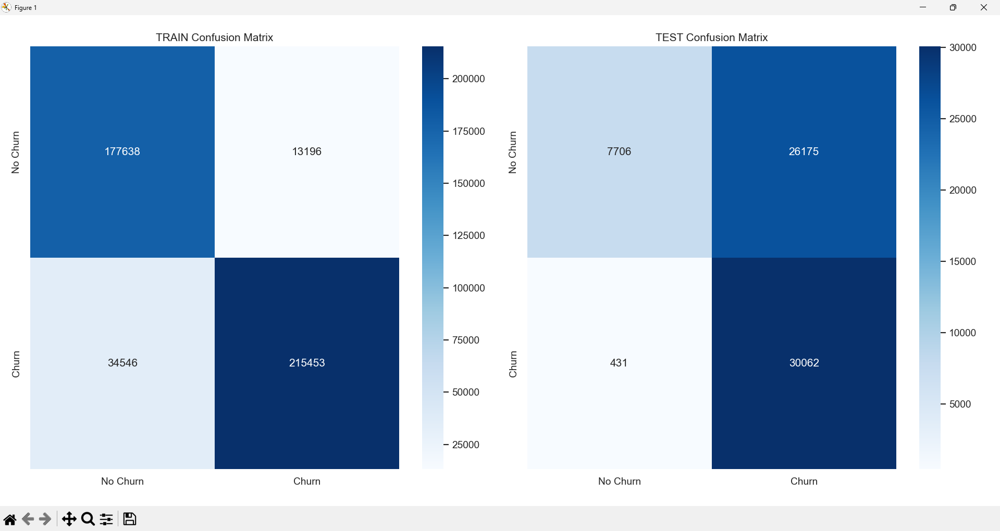 Figure 1
TRAIN Confusion Matrix
No Churn
Churn
177638
13196
34546
215453
No Churn
Churn
200000
175000
150000
125000
100000
75000
50000
25000
TEST Confusion Matrix
No Churn
Churn
7706
26175
431
30062
No Churn
Churn
30000
25000
20000
15000
10000
5000